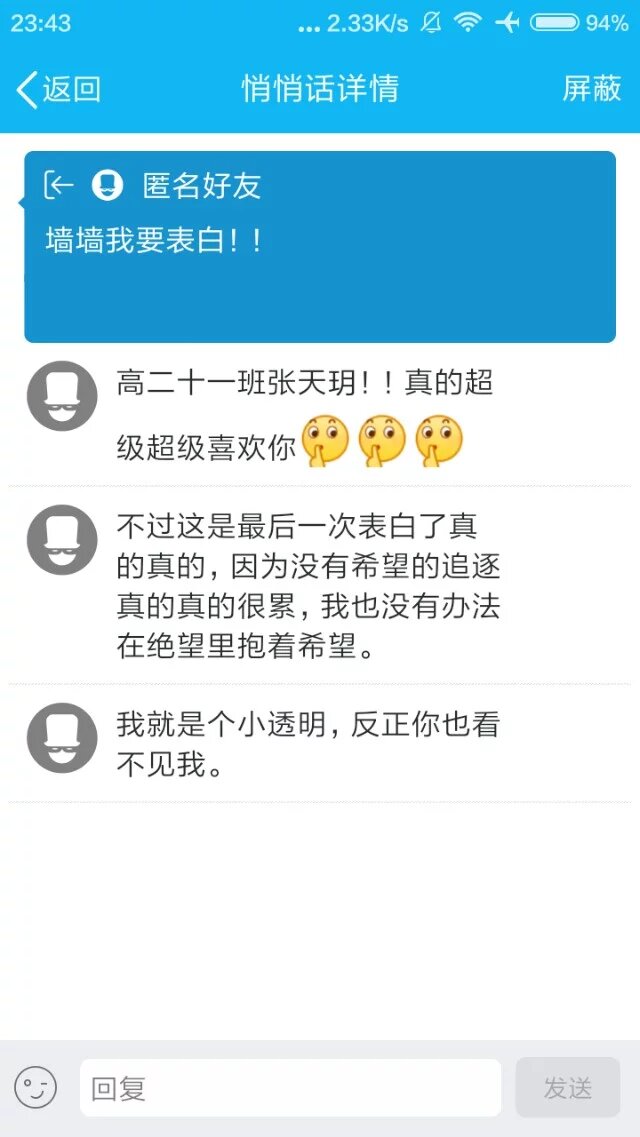 23:43 ... 2.33K/s 94%
返回 悄悄话详情 屏蔽
匿名好友
墙墙我要表白！！
高二十一班张天玥！！真的超
级超级喜欢你
不过这是最后一次表白了真
的真的，因为没有希望的追逐
真的真的很累，我也没有办法
在绝望里抱着希望。
我就是个小透明，反正你也看
不见我。
回复 发送